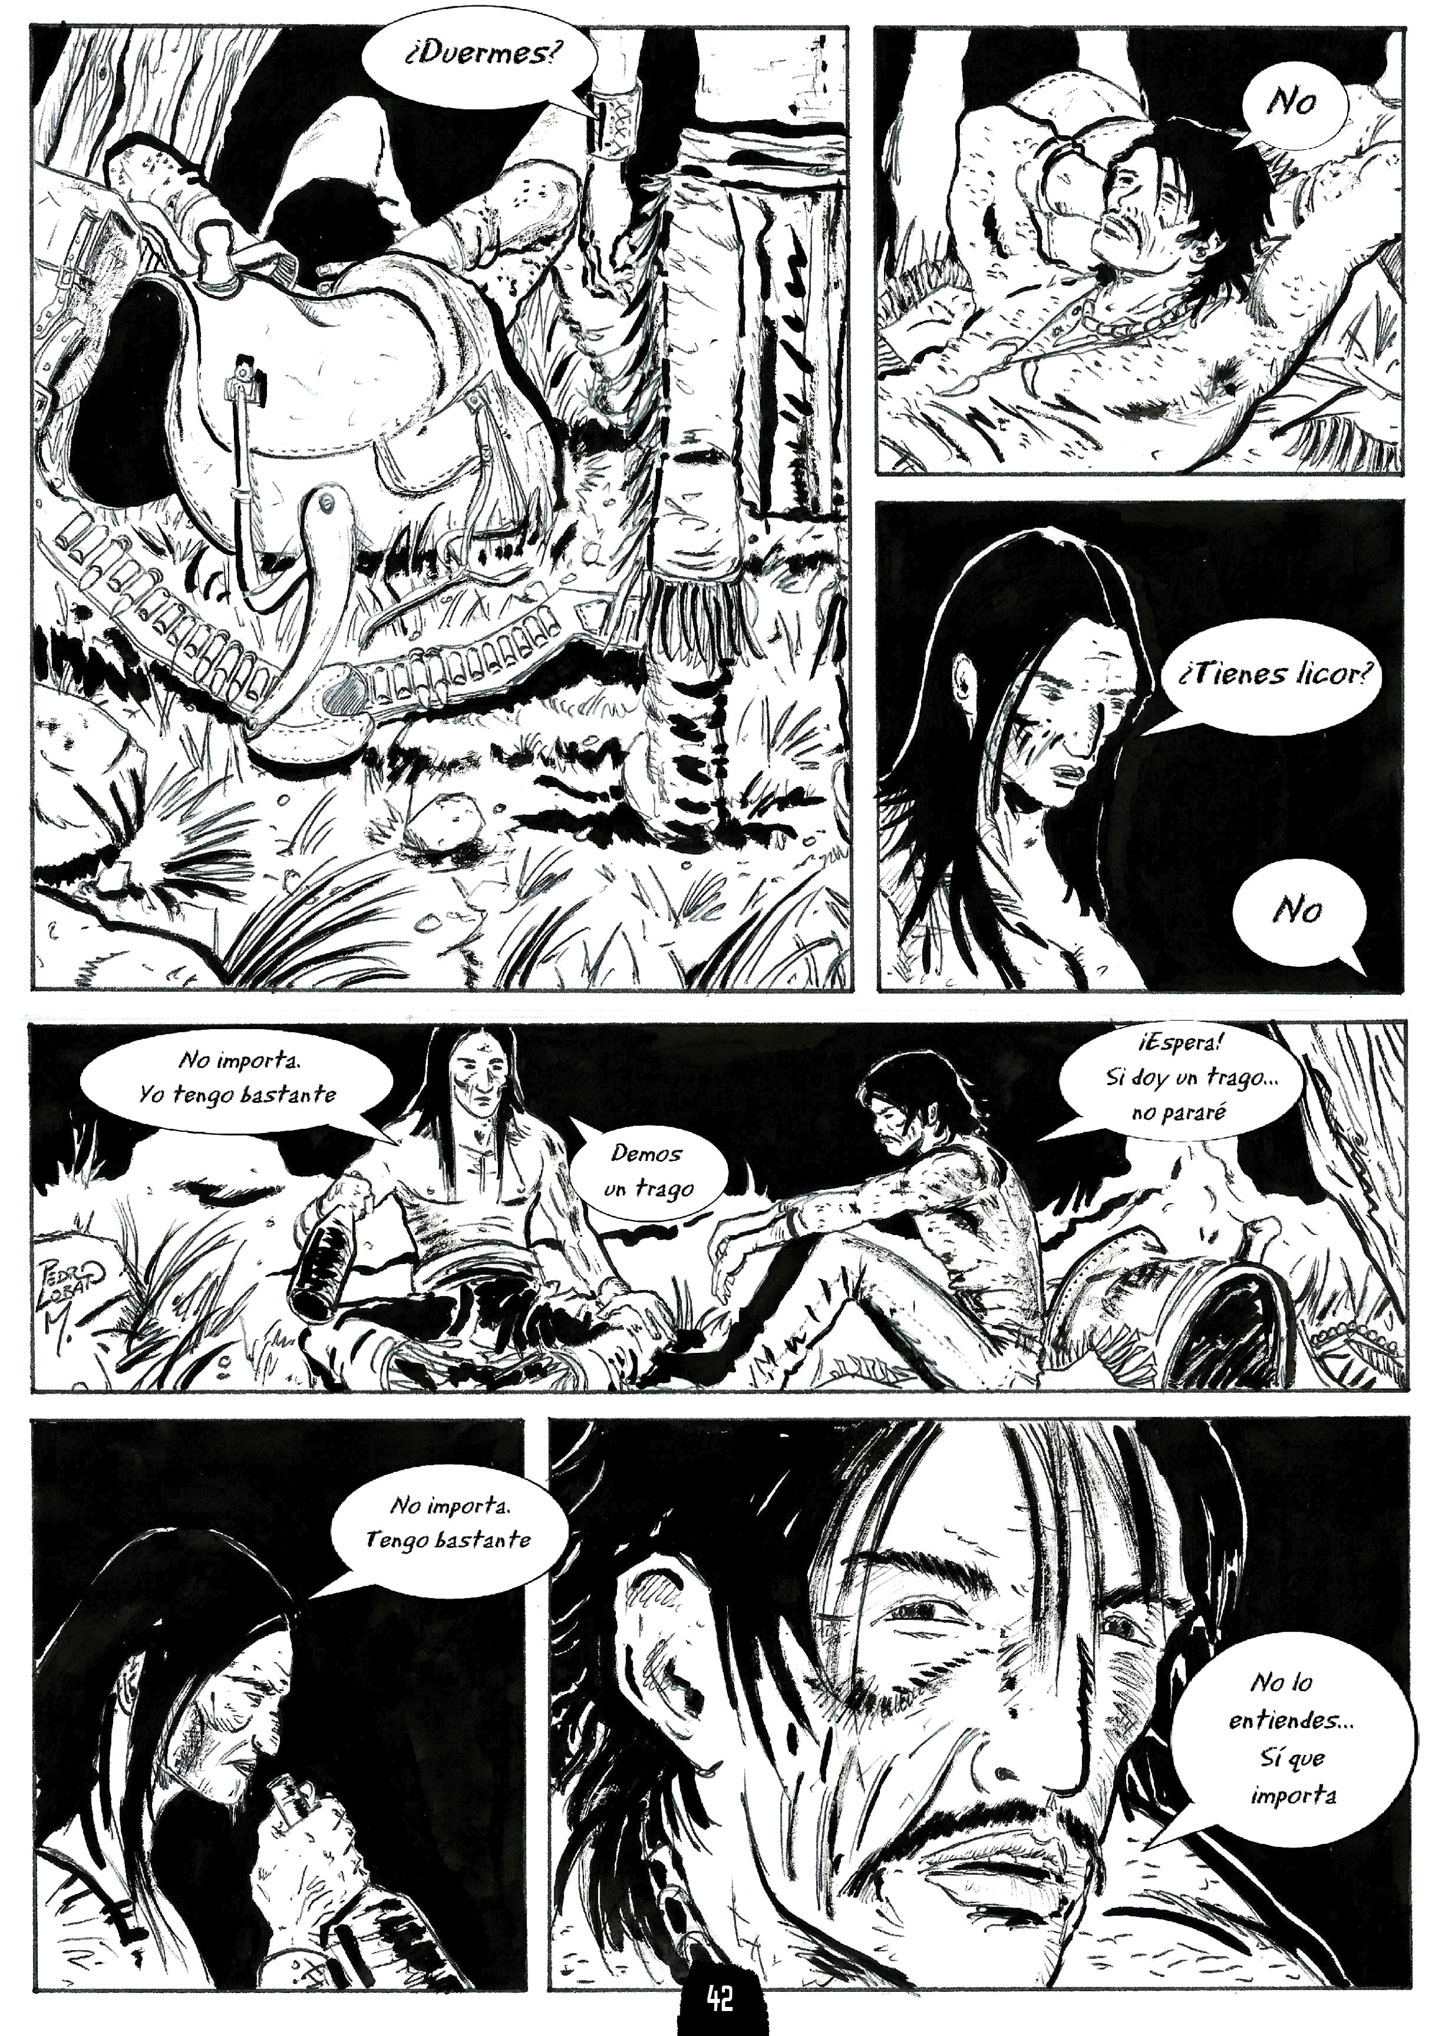 ¿Duermes?
No
¿Tienes licor?
No
No importa.
Yo tengo bastante
Demos
un trago
¡Espera!
Si doy un trago...
no pararé
PEDRO
LOBATO
M.
No importa.
Tengo bastante
No lo
entiendes...
Sí que
importa
42